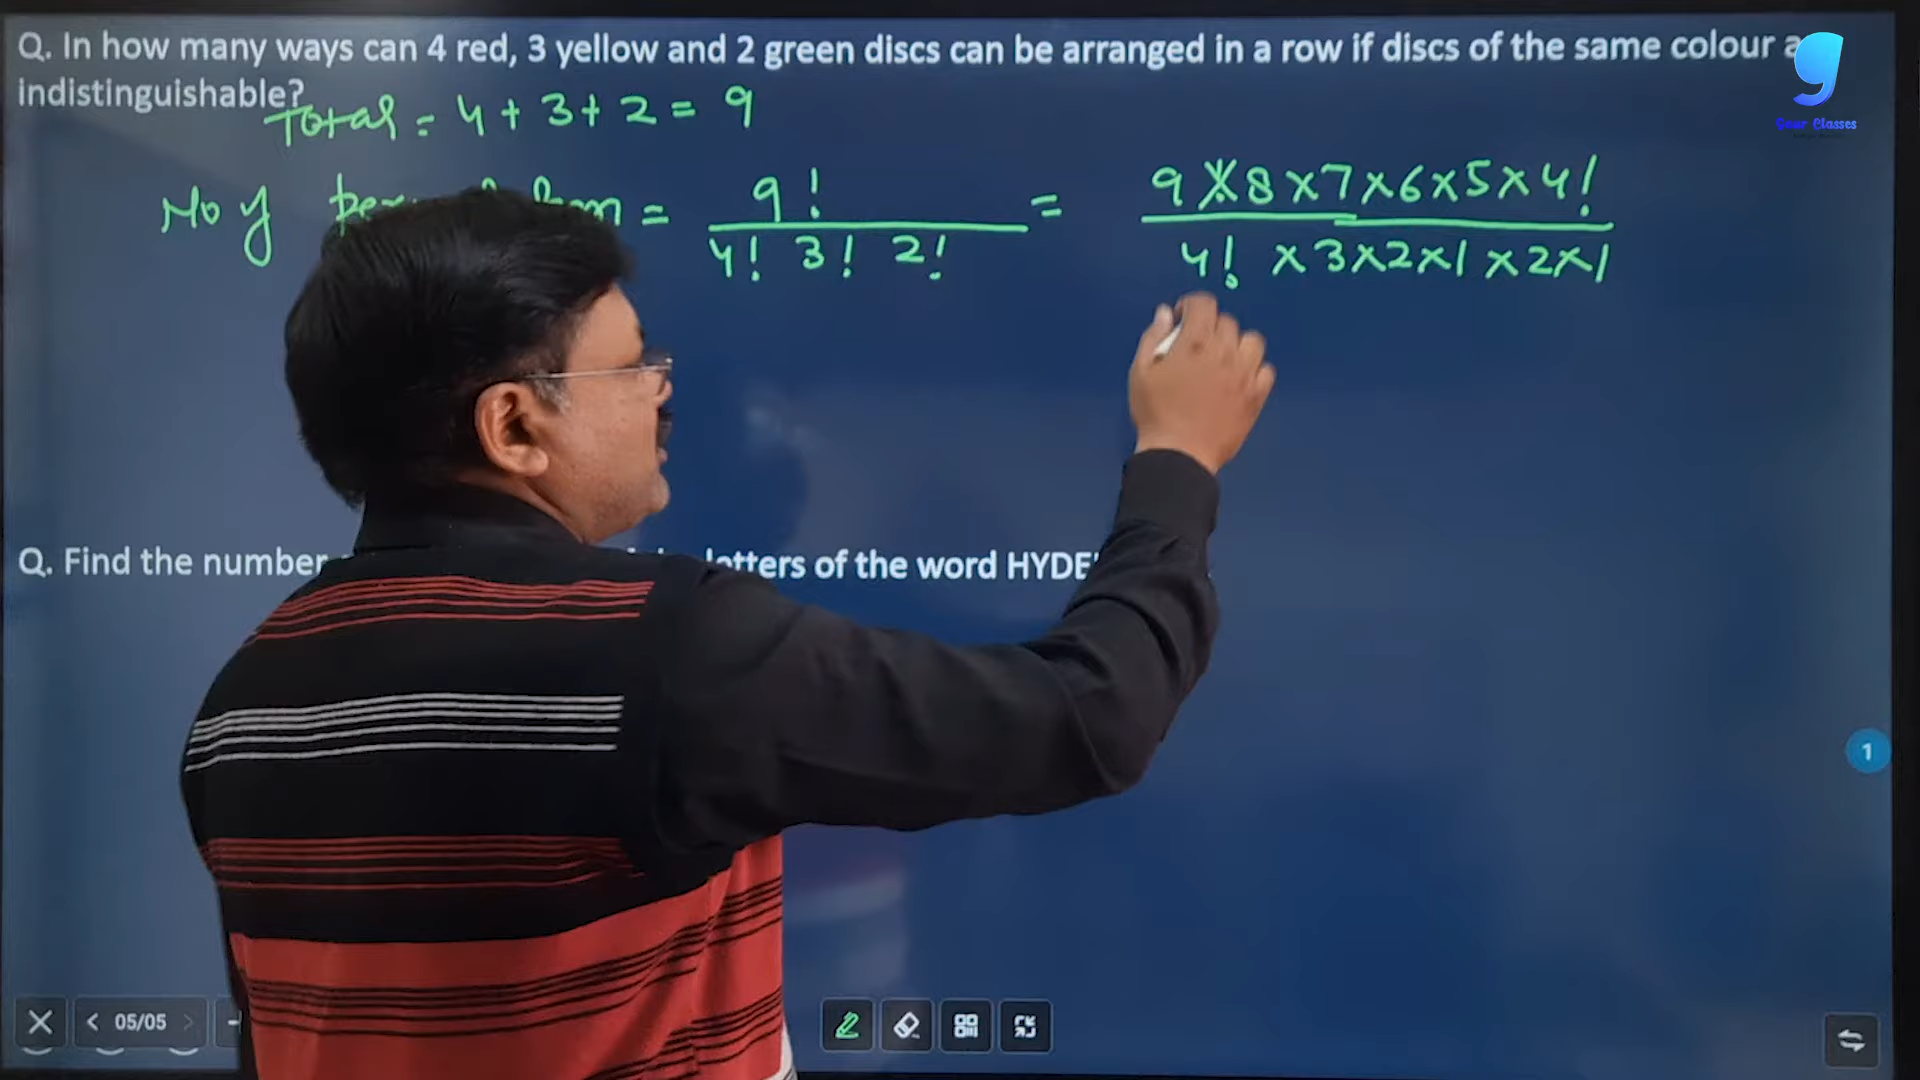 Q. In how many ways can 4 red, 3 yellow and 2 green discs can be arranged in a row if discs of the same colour a
indistinguishable?
Total = 4 + 3 + 2 = 9
No of = 9! / 4! 3! 2! = 9 × 8 × 7 × 6 × 5 × 4! / 4! × 3 × 2 × 1 × 2 × 1
Gaur Classes
Q. Find the number letters of the word HYDE
1
05/05